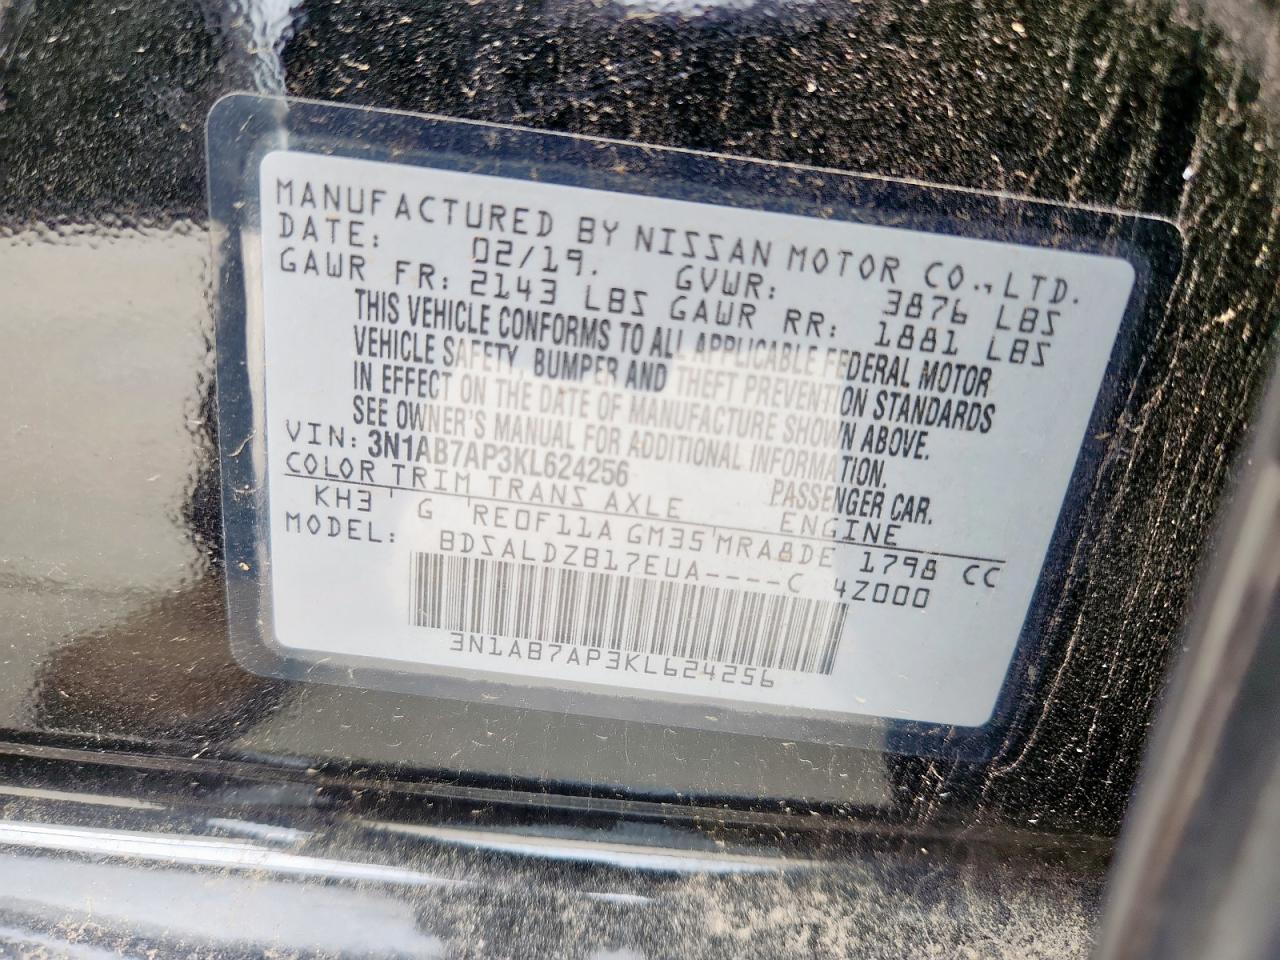 MANUFACTURED BY NISSAN MOTOR CO., LTD.
DATE: 02/19. GVWR: 3876 LBS
GAWR FR: 2143 LBS GAWR RR: 1881 LBS
THIS VEHICLE CONFORMS TO ALL APPLICABLE FEDERAL MOTOR
VEHICLE SAFETY, BUMPER AND THEFT PREVENTION STANDARDS
IN EFFECT ON THE DATE OF MANUFACTURE SHOWN ABOVE.
SEE OWNER'S MANUAL FOR ADDITIONAL INFORMATION.
VIN: 3N1AB7AP3KL624256 PASSENGER CAR.
COLOR TRIM TRANS AXLE ENGINE
KH3 G RE0F11A GM35 MRA8DE 1798 CC
MODEL: BDSALDZB17EUA----C 4Z000
3N1AB7AP3KL624256